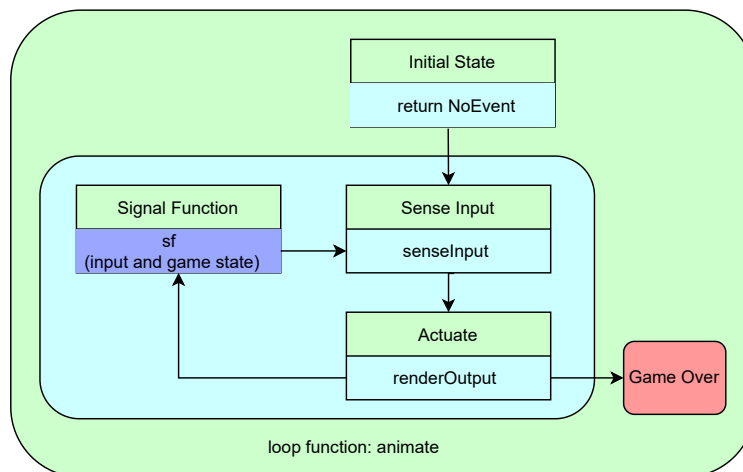 Initial State
return NoEvent
Signal Function
sf
(input and game state)
Sense Input
senseInput
Actuate
renderOutput
Game Over
loop function: animate